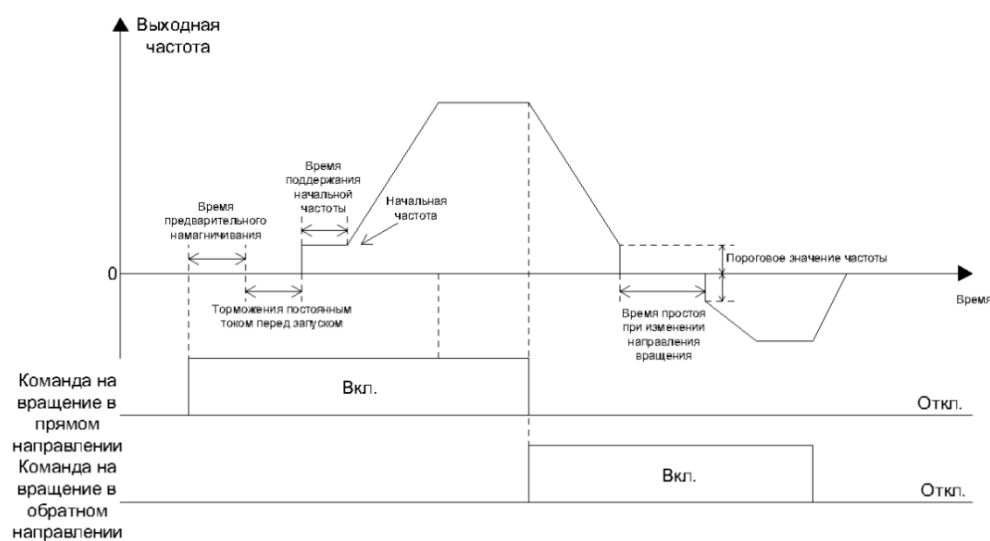 Выходная
частота
Время
поддержания
начальной
частоты
Начальная
частота
Время
предварительного
намагничивания
Пороговое значение частоты
0
Время
Торможения постоянным
током перед запуском
Время простоя
при изменении
направления
вращения
Команда на
вращение в
прямом
направлении
Вкл.
Откл.
Команда на
вращение в
обратном
направлении
Вкл.
Откл.